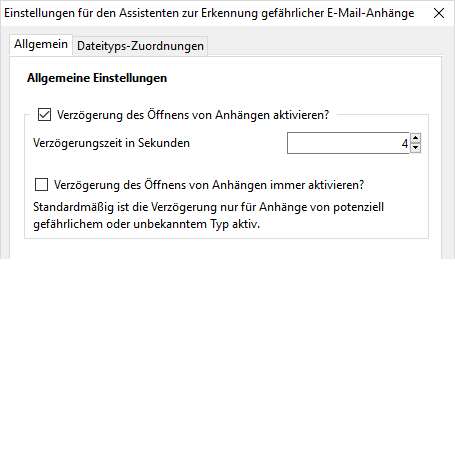 Einstellungen für den Assistenten zur Erkennung gefährlicher E-Mail-Anhänge
Allgemein
Dateityps-Zuordnungen
Allgemeine Einstellungen
Verzögerung des Öffnens von Anhängen aktivieren?
Verzögerungszeit in Sekunden
4
Verzögerung des Öffnens von Anhängen immer aktivieren?
Standardmäßig ist die Verzögerung nur für Anhänge von potenziell
gefährlichem oder unbekanntem Typ aktiv.